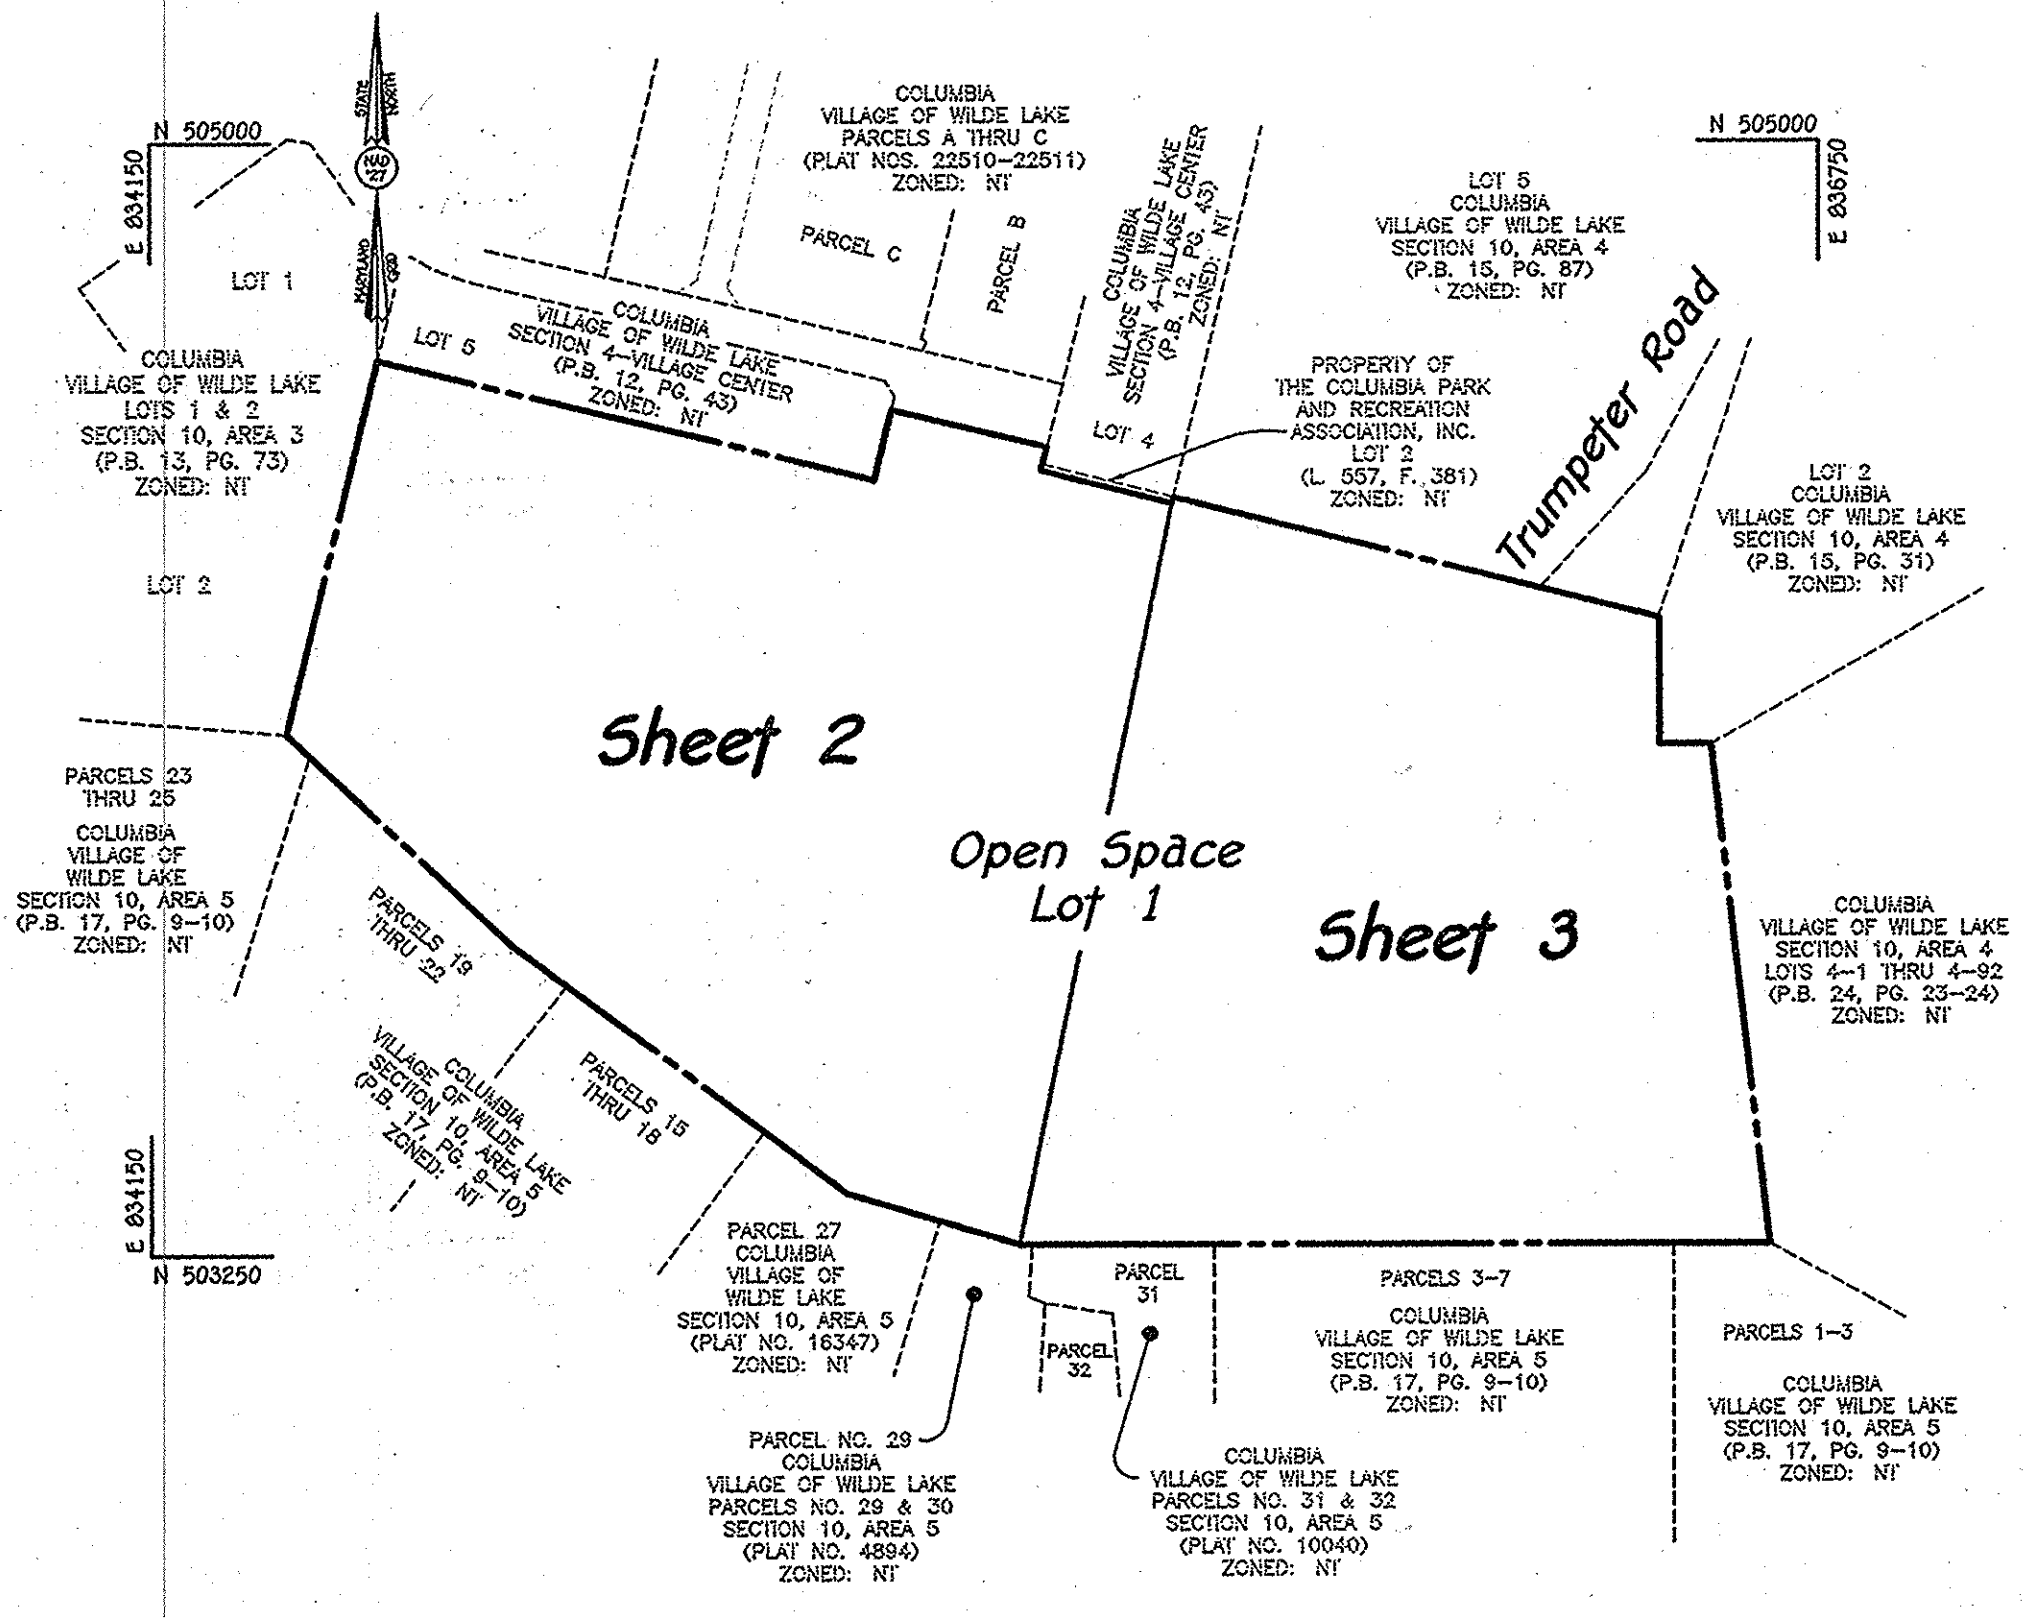 STATE
NORTH
NAD
'27
MARYLAND
GRID
N 505000
E 834150
N 505000
E 836750
COLUMBIA
VILLAGE OF WILDE LAKE
PARCELS A THRU C
(PLAT NOS. 22510-22511)
ZONED: NT
PARCEL C
PARCEL B
COLUMBIA
VILLAGE OF WILDE LAKE
SECTION 4-VILLAGE CENTER
(P.B. 12, PG. 43)
ZONED: NT
LOT 4
LOT 5
COLUMBIA
VILLAGE OF WILDE LAKE
SECTION 10, AREA 4
(P.B. 15, PG. 87)
ZONED: NT
Trumpeter Road
LOT 1
LOT 5
COLUMBIA
VILLAGE OF WILDE LAKE
SECTION 4-VILLAGE CENTER
(P.B. 12, PG. 43)
ZONED: NT
COLUMBIA
VILLAGE OF WILDE LAKE
LOTS 1 & 2
SECTION 10, AREA 3
(P.B. 13, PG. 73)
ZONED: NT
LOT 2
PROPERTY OF
THE COLUMBIA PARK
AND RECREATION
ASSOCIATION, INC.
LOT 2
(L. 557, F. 381)
ZONED: NT
LOT 2
COLUMBIA
VILLAGE OF WILDE LAKE
SECTION 10, AREA 4
(P.B. 15, PG. 31)
ZONED: NT
Sheet 2
Open Space
Lot 1
Sheet 3
PARCELS 23
THRU 25
COLUMBIA
VILLAGE OF
WILDE LAKE
SECTION 10, AREA 5
(P.B. 17, PG. 9-10)
ZONED: NT
PARCELS 19
THRU 22
COLUMBIA
VILLAGE OF WILDE LAKE
SECTION 10, AREA 5
(P.B. 17, PG. 9-10)
ZONED: NT
PARCELS 15
THRU 18
COLUMBIA
VILLAGE OF WILDE LAKE
SECTION 10, AREA 4
LOTS 4-1 THRU 4-92
(P.B. 24, PG. 23-24)
ZONED: NT
E 834150
N 503250
PARCEL 27
COLUMBIA
VILLAGE OF
WILDE LAKE
SECTION 10, AREA 5
(PLAT NO. 16347)
ZONED: NT
PARCEL
31
PARCEL
32
PARCELS 3-7
COLUMBIA
VILLAGE OF WILDE LAKE
SECTION 10, AREA 5
(P.B. 17, PG. 9-10)
ZONED: NT
PARCELS 1-3
COLUMBIA
VILLAGE OF WILDE LAKE
SECTION 10, AREA 5
(P.B. 17, PG. 9-10)
ZONED: NT
PARCEL NO. 29
COLUMBIA
VILLAGE OF WILDE LAKE
PARCELS NO. 29 & 30
SECTION 10, AREA 5
(PLAT NO. 4894)
ZONED: NT
COLUMBIA
VILLAGE OF WILDE LAKE
PARCELS NO. 31 & 32
SECTION 10, AREA 5
(PLAT NO. 10040)
ZONED: NT